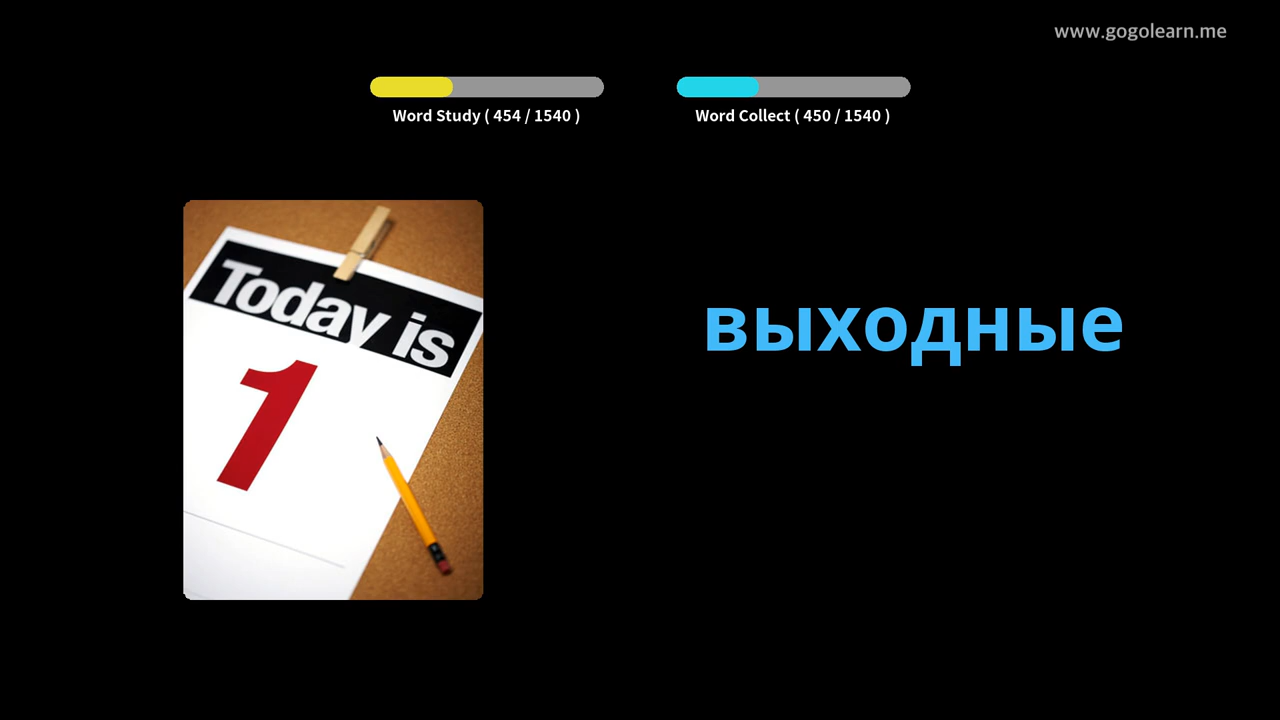 www.gogolearn.me
Word Study ( 454 / 1540 )
Word Collect ( 450 / 1540 )
Today is
1
выходные